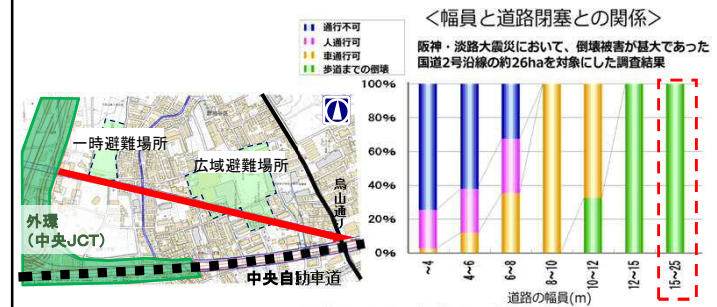 ＜幅員と道路閉塞との関係＞
通行不可
人通行可
車通行可
歩道までの倒壊
阪神・淡路大震災において、倒壊被害が甚大であった
国道2号沿線の約26haを対象にした調査結果
一時避難場所
広域避難場所
烏山通り
外環
（中央JCT）
中央自動車道
100%
80%
60%
40%
20%
0%
~4
4~6
6~8
8~10
10~12
12~15
15~25
道路の幅員(m)